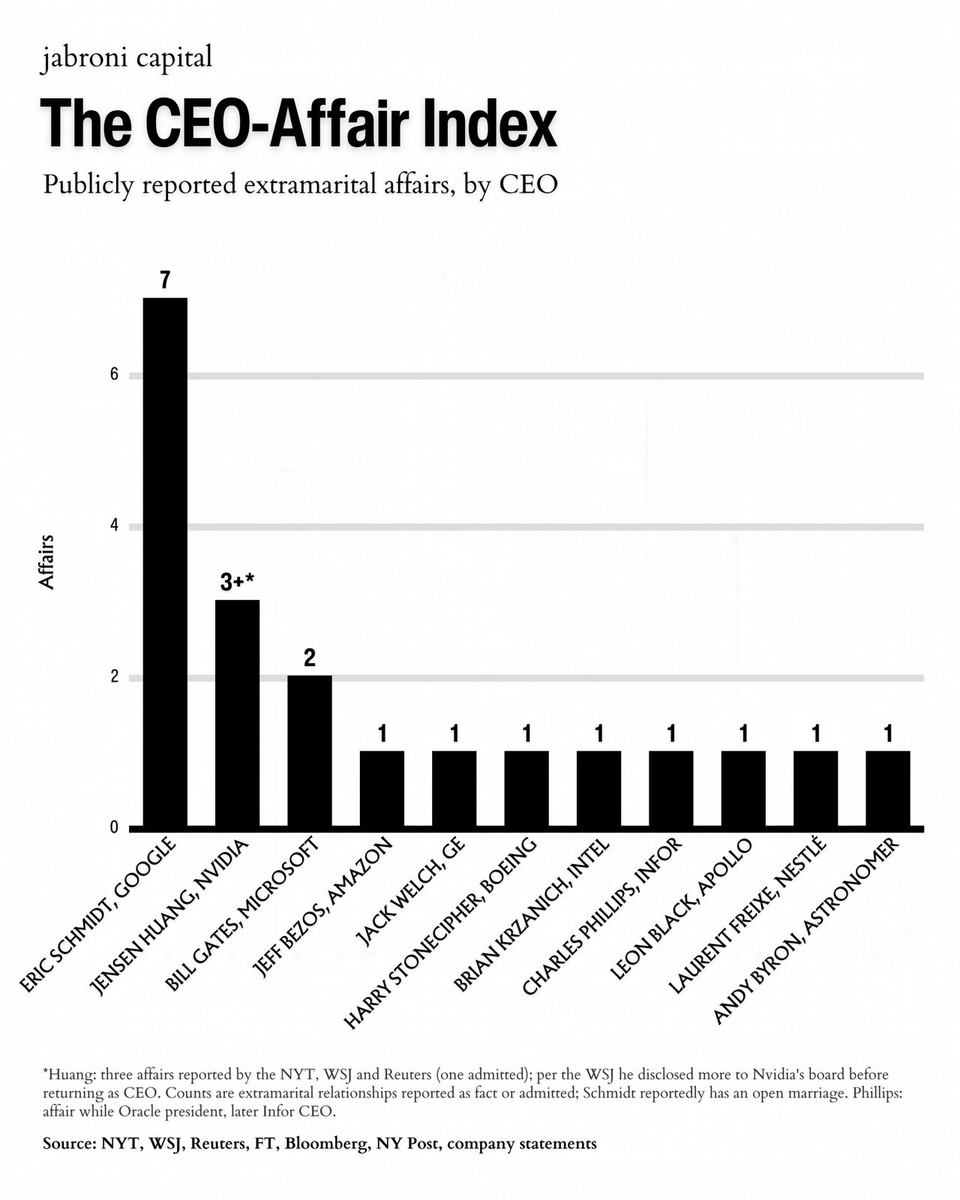 jabroni capital
The CEO-Affair Index
Publicly reported extramarital affairs, by CEO
7
6
4
Affairs
3+*
2
2
1
1
1
1
1
1
1
1
0
ERIC SCHMIDT, GOOGLE
JENSEN HUANG, NVIDIA
BILL GATES, MICROSOFT
JEFF BEZOS, AMAZON
JACK WELCH, GE
HARRY STONECIPHER, BOEING
BRIAN KRZANICH, INTEL
CHARLES PHILLIPS, INFOR
LEON BLACK, APOLLO
LAURENT FREIXE, NESTLÉ
ANDY BYRON, ASTRONOMER
*Huang: three affairs reported by the NYT, WSJ and Reuters (one admitted); per the WSJ he disclosed more to Nvidia's board before
returning as CEO. Counts are extramarital relationships reported as fact or admitted; Schmidt reportedly has an open marriage. Phillips:
affair while Oracle president, later Infor CEO.
Source: NYT, WSJ, Reuters, FT, Bloomberg, NY Post, company statements